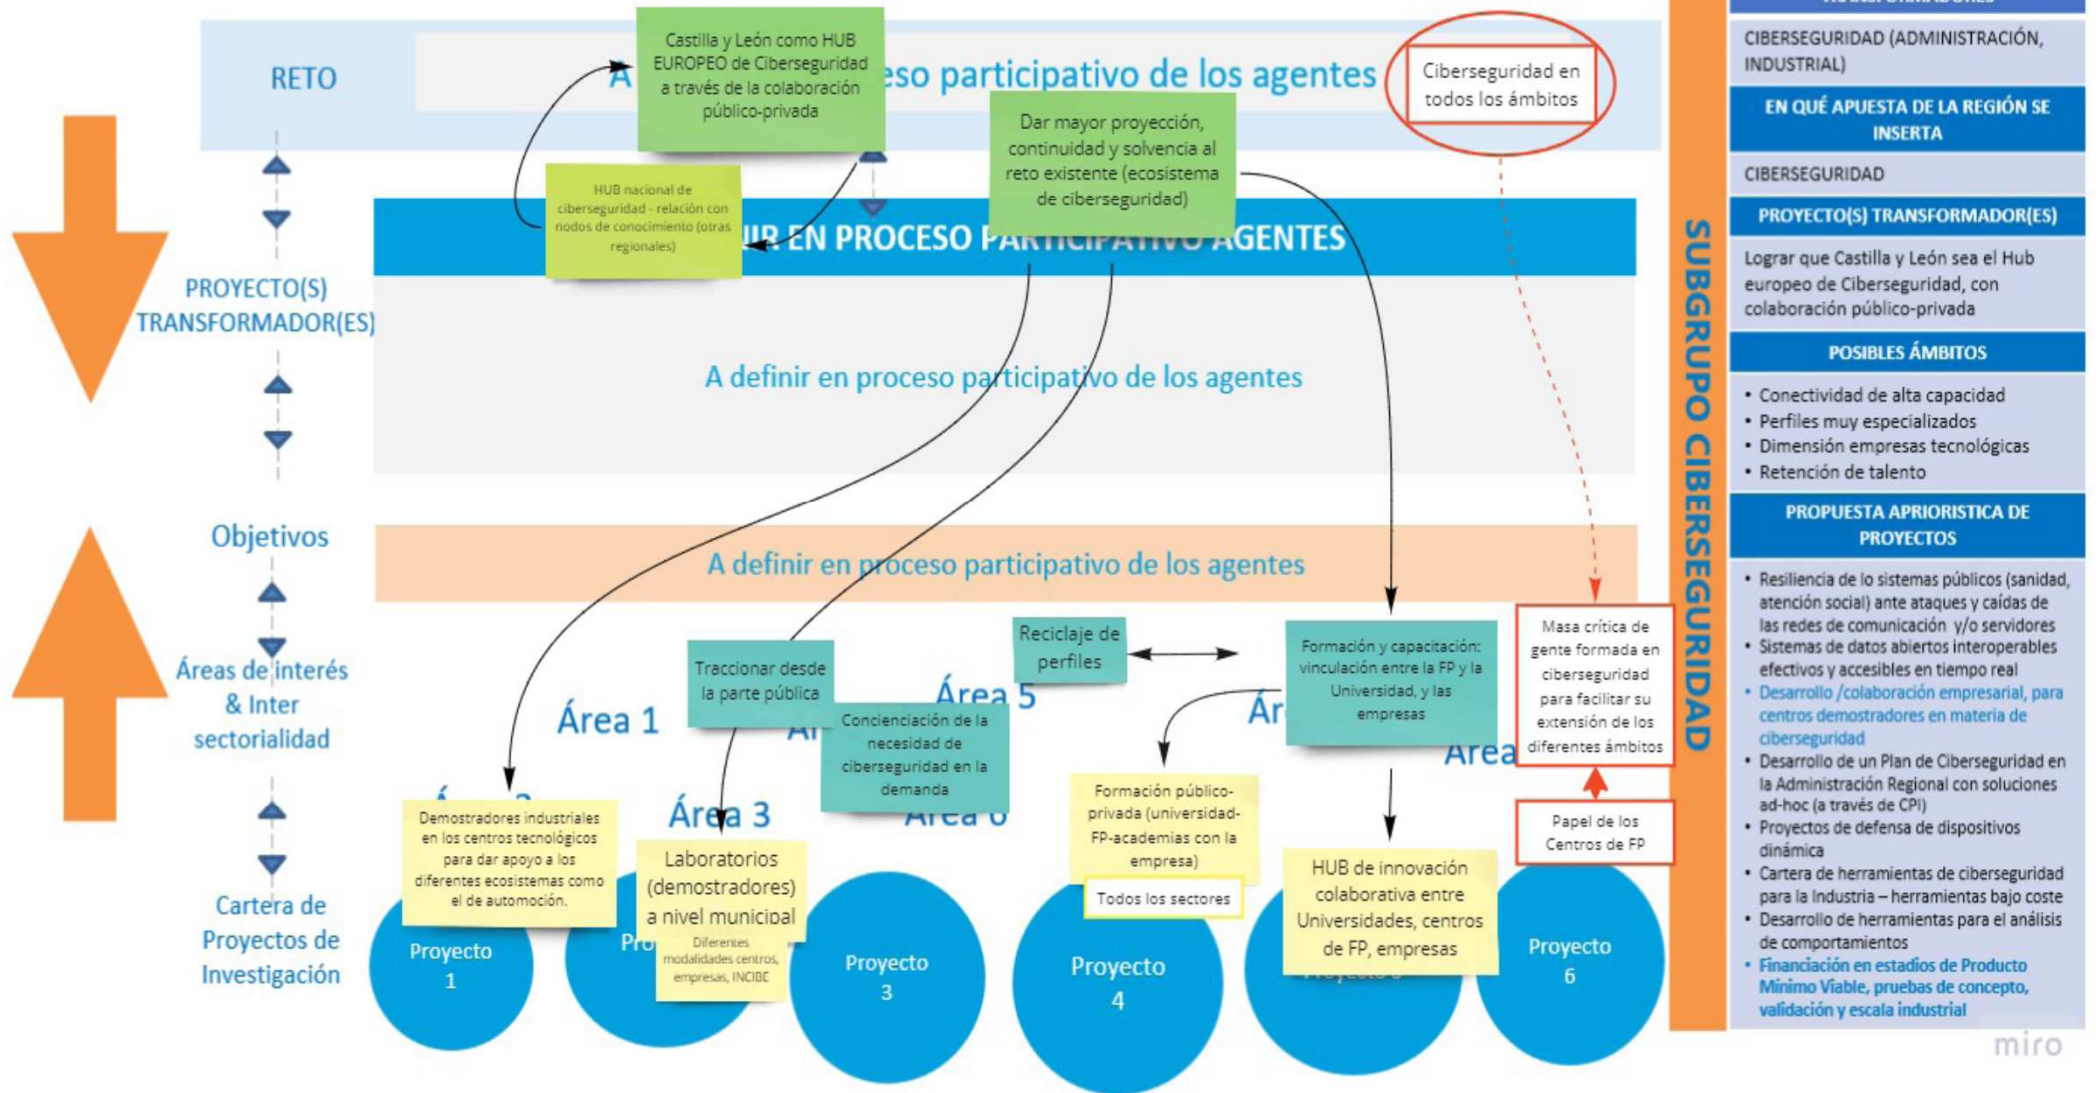 RETO
A
eso participativo de los agentes
Castilla y León como HUB
EUROPEO de Ciberseguridad
a través de la colaboración
público-privada
Ciberseguridad en
todos los ámbitos
Dar mayor proyección,
continuidad y solvencia al
reto existente (ecosistema
de ciberseguridad)
HUB nacional de
ciberseguridad - relación con
nodos de conocimiento (otras
regionales)
NIR EN PROCESO PARTICIPATIVO AGENTES
PROYECTO(S)
TRANSFORMADOR(ES)
A definir en proceso participativo de los agentes
Objetivos
A definir en proceso participativo de los agentes
Áreas de interés
& Inter
sectorialidad
Área 1
Traccionar desde
la parte pública
Reciclaje de
perfiles
Área 5
Concienciación de la
necesidad de
ciberseguridad en la
demanda
Formación y capacitación:
vinculación entre la FP y la
Universidad, y las
empresas
Ár
Área
Masa crítica de
gente formada en
ciberseguridad
para facilitar su
extensión de los
diferentes ámbitos
Papel de los
Centros de FP
Área 3
Cartera de
Proyectos de
Investigación
Demostradores industriales
en los centros tecnológicos
para dar apoyo a los
diferentes ecosistemas como
el de automoción.
Laboratorios
(demostradores)
a nivel municipal
Diferentes
modalidades centros,
empresas, INCIBE
Formación público-
privada (universidad-
FP-academias con la
empresa)
Todos los sectores
HUB de innovación
colaborativa entre
Universidades, centros
de FP, empresas
Proyecto
1
Pro
Proyecto
3
Proyecto
4
Proyecto
6
SUBGRUPO CIBERSEGURIDAD
CIBERSEGURIDAD (ADMINISTRACIÓN,
INDUSTRIAL)
EN QUÉ APUESTA DE LA REGIÓN SE
INSERTA
CIBERSEGURIDAD
PROYECTO(S) TRANSFORMADOR(ES)
Lograr que Castilla y León sea el Hub
europeo de Ciberseguridad, con
colaboración público-privada
POSIBLES ÁMBITOS
• Conectividad de alta capacidad
• Perfiles muy especializados
• Dimensión empresas tecnológicas
• Retención de talento
PROPUESTA APRIORISTICA DE
PROYECTOS
• Resiliencia de lo sistemas públicos (sanidad,
atención social) ante ataques y caídas de
las redes de comunicación y/o servidores
• Sistemas de datos abiertos interoperables
efectivos y accesibles en tiempo real
• Desarrollo /colaboración empresarial, para
centros demostradores en materia de
ciberseguridad
• Desarrollo de un Plan de Ciberseguridad en
la Administración Regional con soluciones
ad-hoc (a través de CPI)
• Proyectos de defensa de dispositivos
dinámica
• Cartera de herramientas de ciberseguridad
para la Industria – herramientas bajo coste
• Desarrollo de herramientas para el análisis
de comportamientos
• Financiación en estadios de Producto
Mínimo Viable, pruebas de concepto,
validación y escala industrial
miro